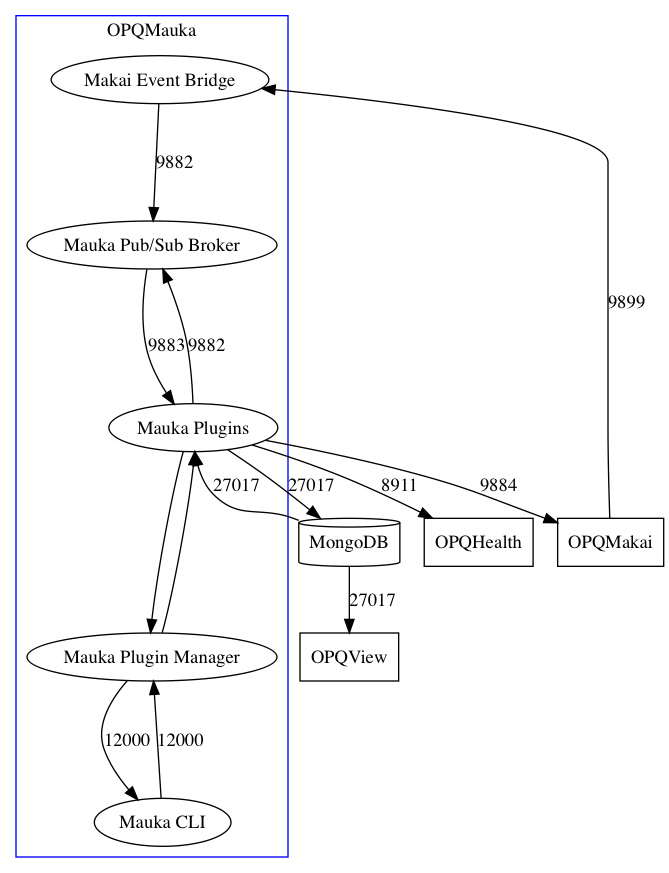 OPQMauka
Makai Event Bridge
9882
Mauka Pub/Sub Broker
9899
9883
9882
Mauka Plugins
27017
27017
8911
9884
MongoDB
OPQHealth
OPQMakai
27017
Mauka Plugin Manager
OPQView
12000
12000
Mauka CLI